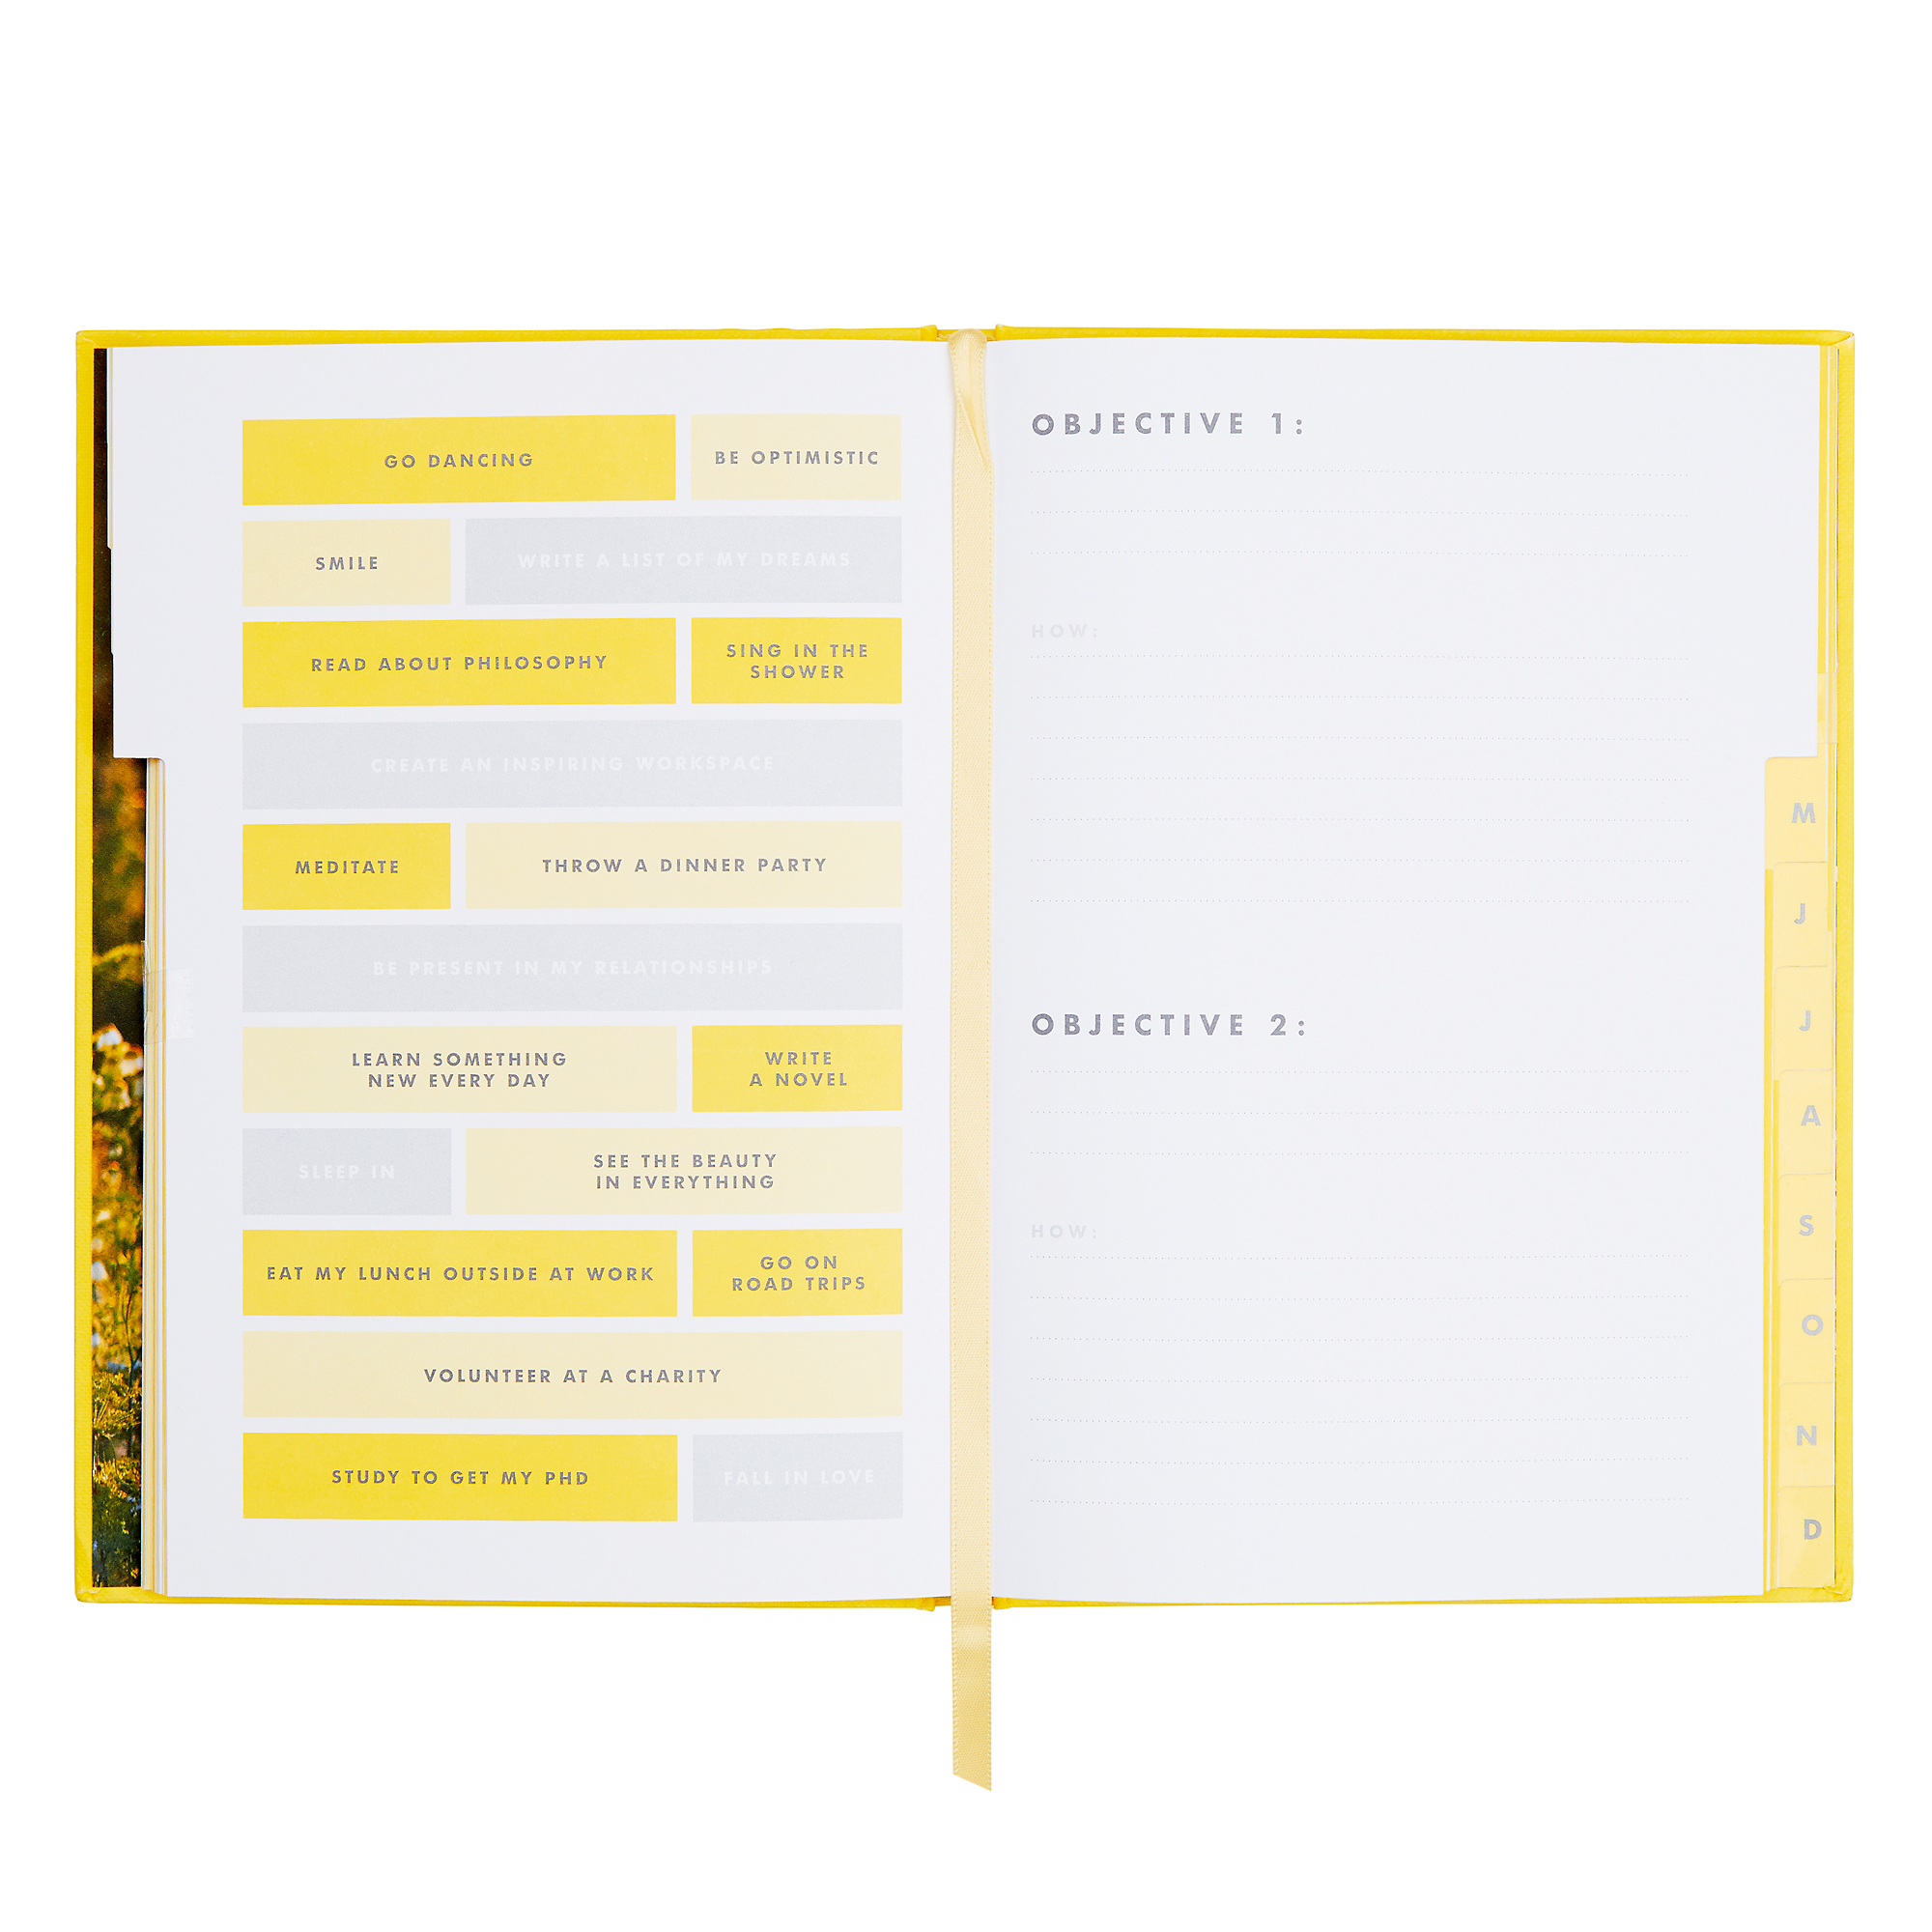 GO DANCING
BE OPTIMISTIC
SMILE
WRITE A LIST OF MY DREAMS
READ ABOUT PHILOSOPHY
SING IN THE
SHOWER
CREATE AN INSPIRING WORKSPACE
MEDITATE
THROW A DINNER PARTY
BE PRESENT IN MY RELATIONSHIPS
LEARN SOMETHING
NEW EVERY DAY
WRITE
A NOVEL
SLEEP IN
SEE THE BEAUTY
IN EVERYTHING
EAT MY LUNCH OUTSIDE AT WORK
GO ON
ROAD TRIPS
VOLUNTEER AT A CHARITY
STUDY TO GET MY PHD
FALL IN LOVE
OBJECTIVE 1:
HOW:
OBJECTIVE 2:
HOW:
M
J
J
A
S
O
N
D